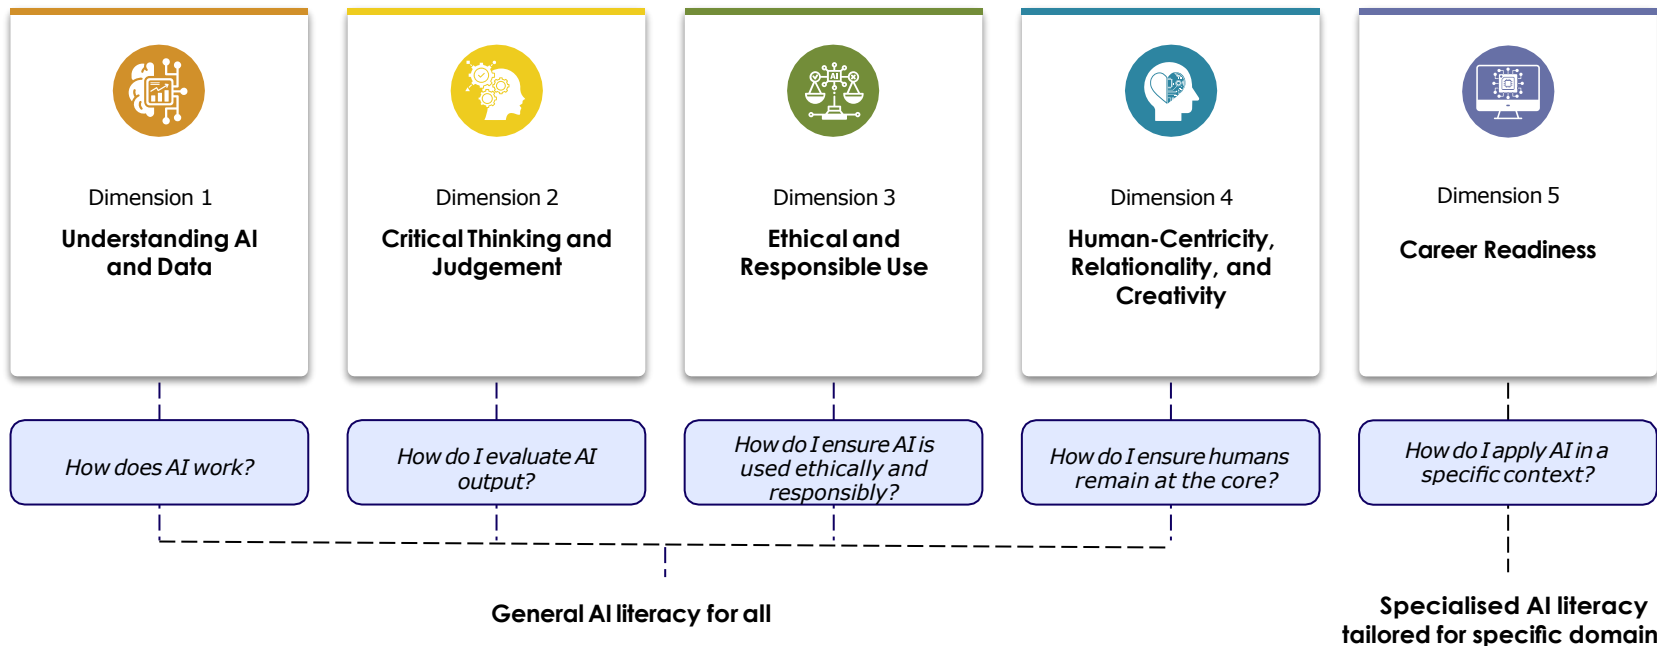 AI
Dimension 1
Understanding AI
and Data
Dimension 2
Critical Thinking and
Judgement
Dimension 3
Ethical and
Responsible Use
Dimension 4
Human-Centricity,
Relationality, and
Creativity
Dimension 5
Career Readiness
How does AI work?
How do I evaluate AI
output?
How do I ensure AI is
used ethically and
responsibly?
How do I ensure humans
remain at the core?
How do I apply AI in a
specific context?
General AI literacy for all
Specialised AI literacy
tailored for specific domain